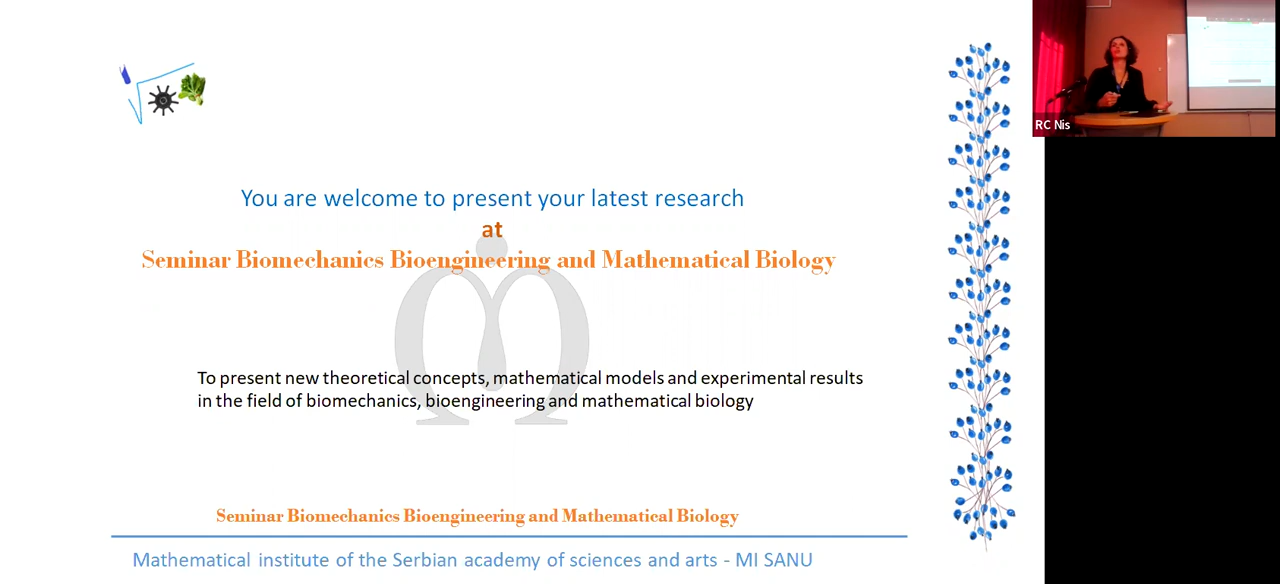 You are welcome to present your latest research
at
Seminar Biomechanics Bioengineering and Mathematical Biology
To present new theoretical concepts, mathematical models and experimental results
in the field of biomechanics, bioengineering and mathematical biology
Seminar Biomechanics Bioengineering and Mathematical Biology
Mathematical institute of the Serbian academy of sciences and arts - MI SANU
RC Nis